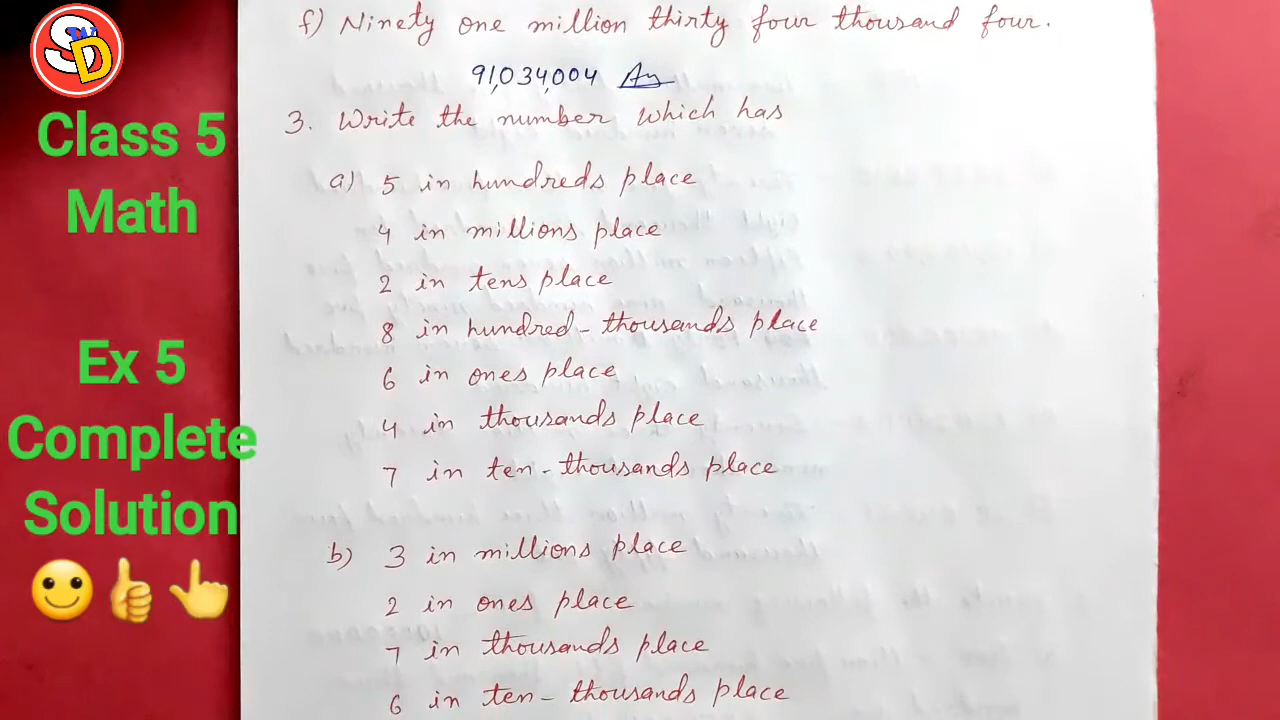 SWD
Class 5
Math
Ex 5
Complete
Solution
f) Ninety one million thirty four thousand four.
91,034,004 Ans
3. Write the number which has
a) 5 in hundreds place
4 in millions place
2 in tens place
8 in hundred-thousands place
6 in ones place
4 in thousands place
7 in ten-thousands place
b) 3 in millions place
2 in ones place
7 in thousands place
6 in ten-thousands place